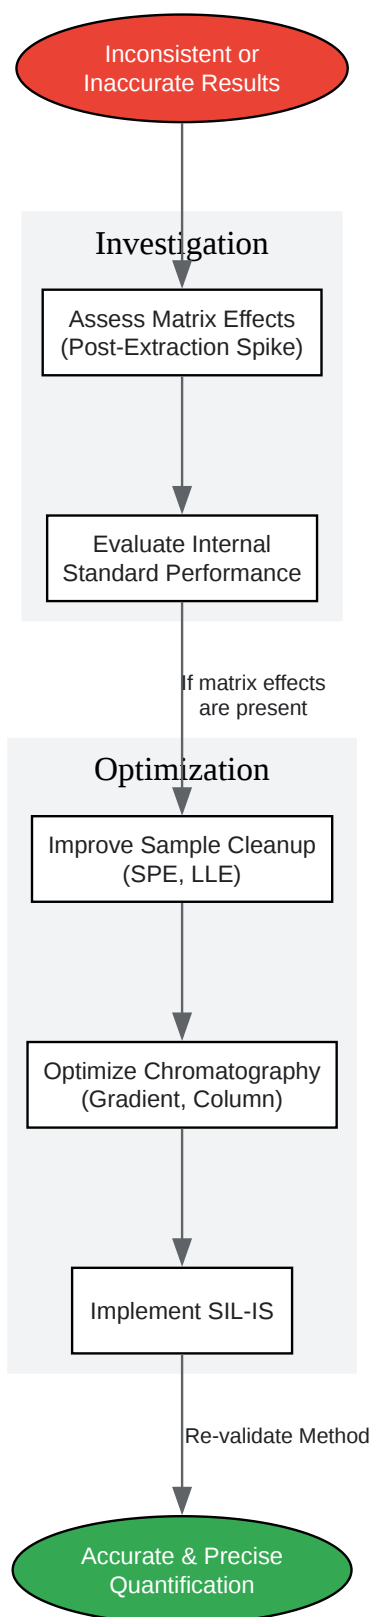 Inconsistent or
Inaccurate Results
Investigation
Assess Matrix Effects
(Post-Extraction Spike)
Evaluate Internal
Standard Performance
If matrix effects
are present
Optimization
Improve Sample Cleanup
(SPE, LLE)
Optimize Chromatography
(Gradient, Column)
Implement SIL-IS
Re-validate Method
Accurate & Precise
Quantification